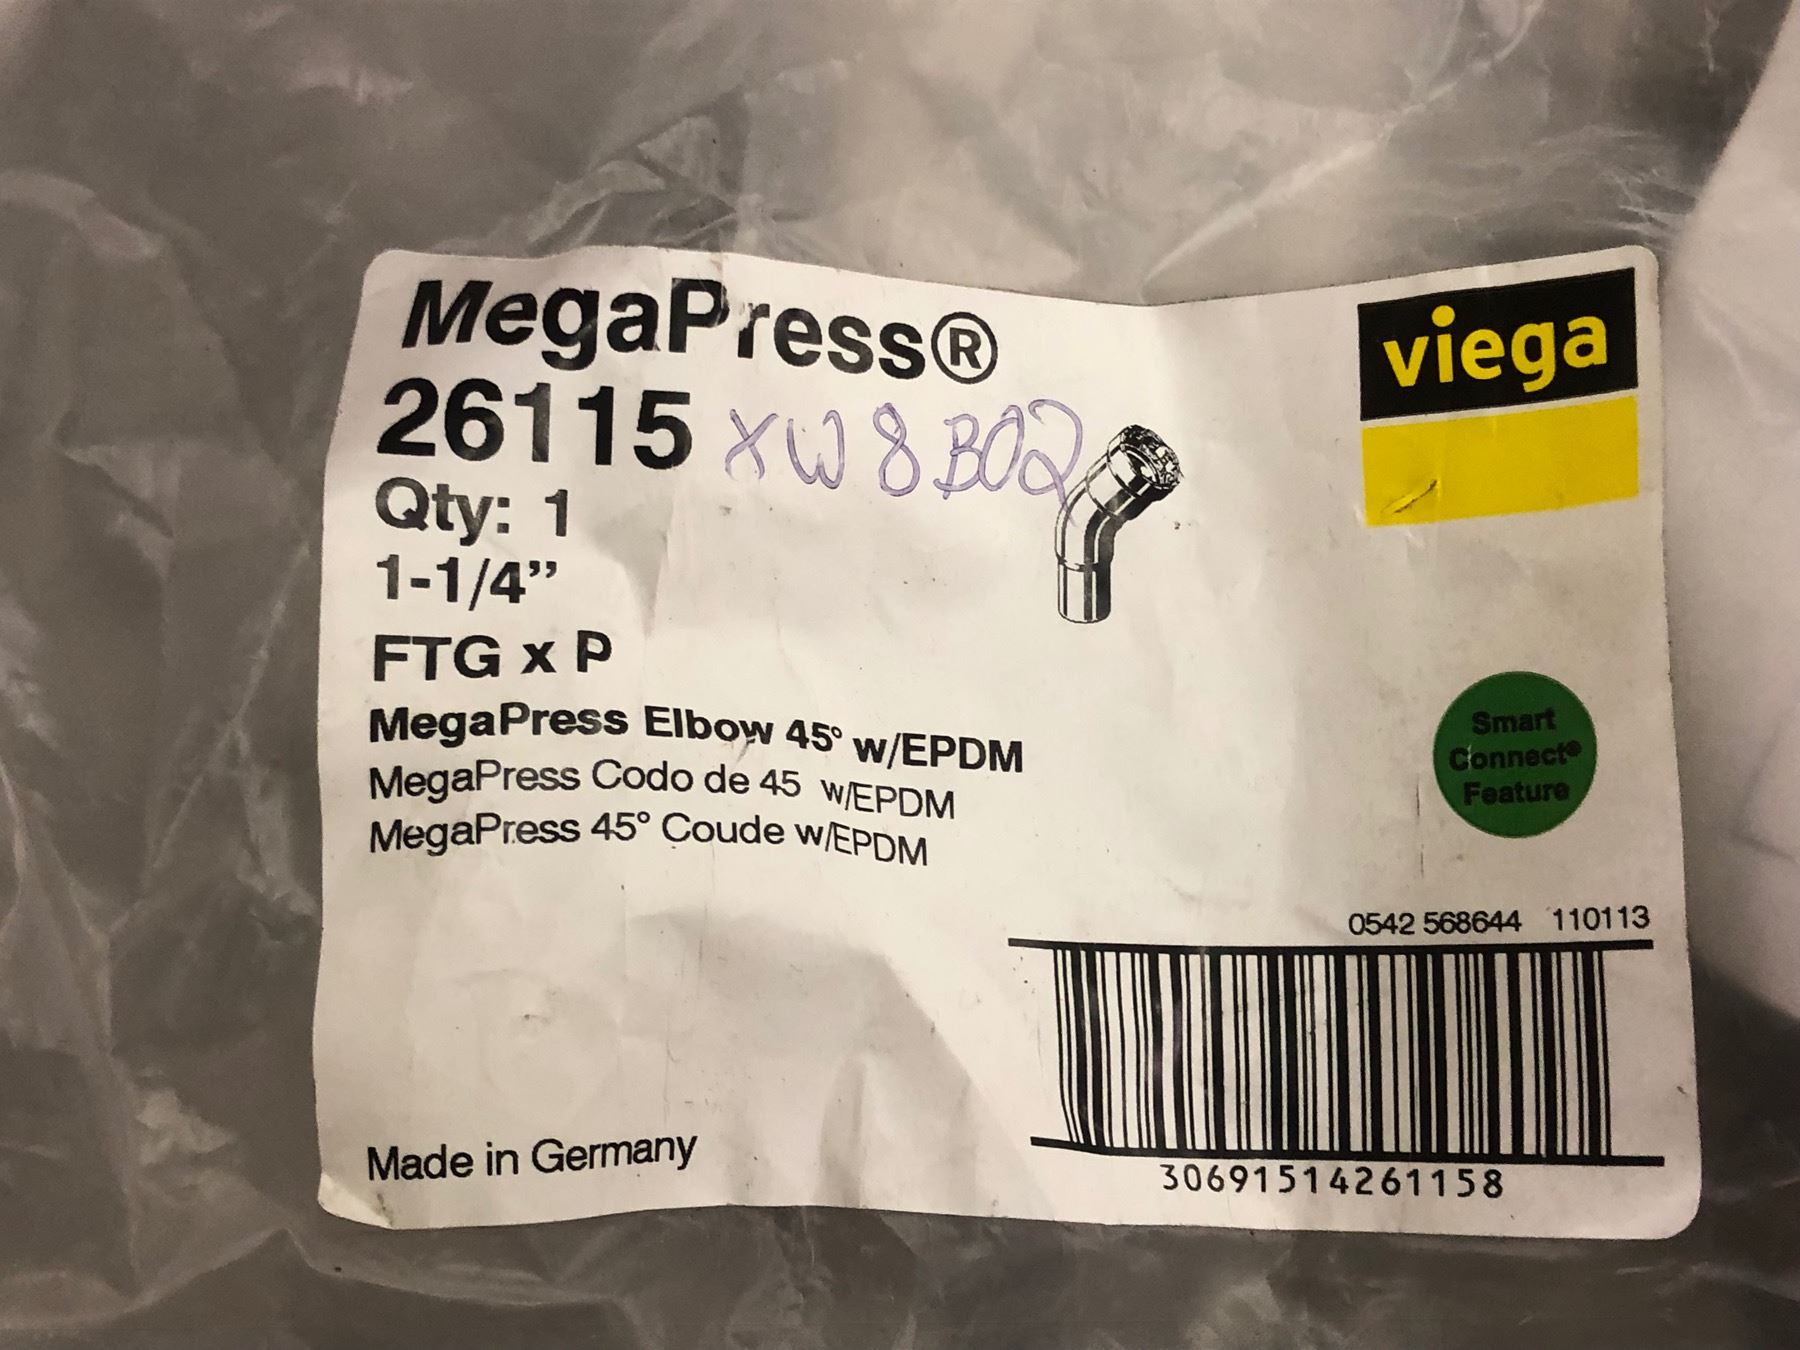 MegaPress®
viega
26115 XW8B02
Qty: 1
1-1/4”
FTG x P
MegaPress Elbow 45° w/EPDM
MegaPress Codo de 45 w/EPDM
MegaPress 45° Coude w/EPDM
Smart
Connect®
Feature
0542 568644 110113
Made in Germany
30691514261158